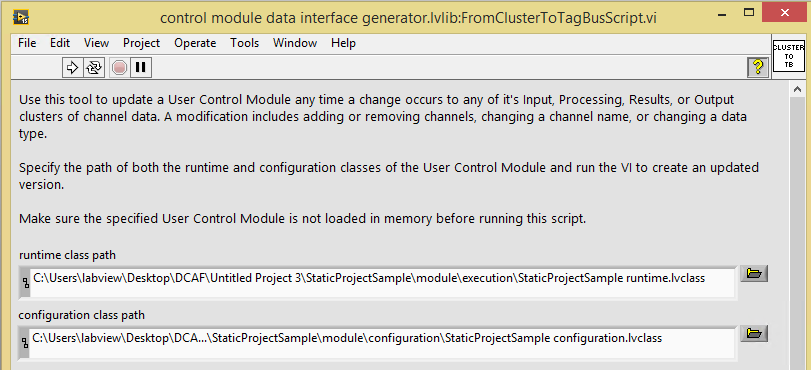 control module data interface generator.lvlib:FromClusterToTagBusScript.vi
File Edit View Project Operate Tools Window Help
CLUSTER
TO
TB
Use this tool to update a User Control Module any time a change occurs to any of it's Input, Processing, Results, or Output
clusters of channel data. A modification includes adding or removing channels, changing a channel name, or changing a data
type.
Specify the path of both the runtime and configuration classes of the User Control Module and run the VI to create an updated
version.
Make sure the specified User Control Module is not loaded in memory before running this script.
runtime class path
C:\Users\labview\Desktop\DCAF\Untitled Project 3\StaticProjectSample\module\execution\StaticProjectSample runtime.lvclass
configuration class path
C:\Users\labview\Desktop\DCA...\StaticProjectSample\module\configuration\StaticProjectSample configuration.lvclass